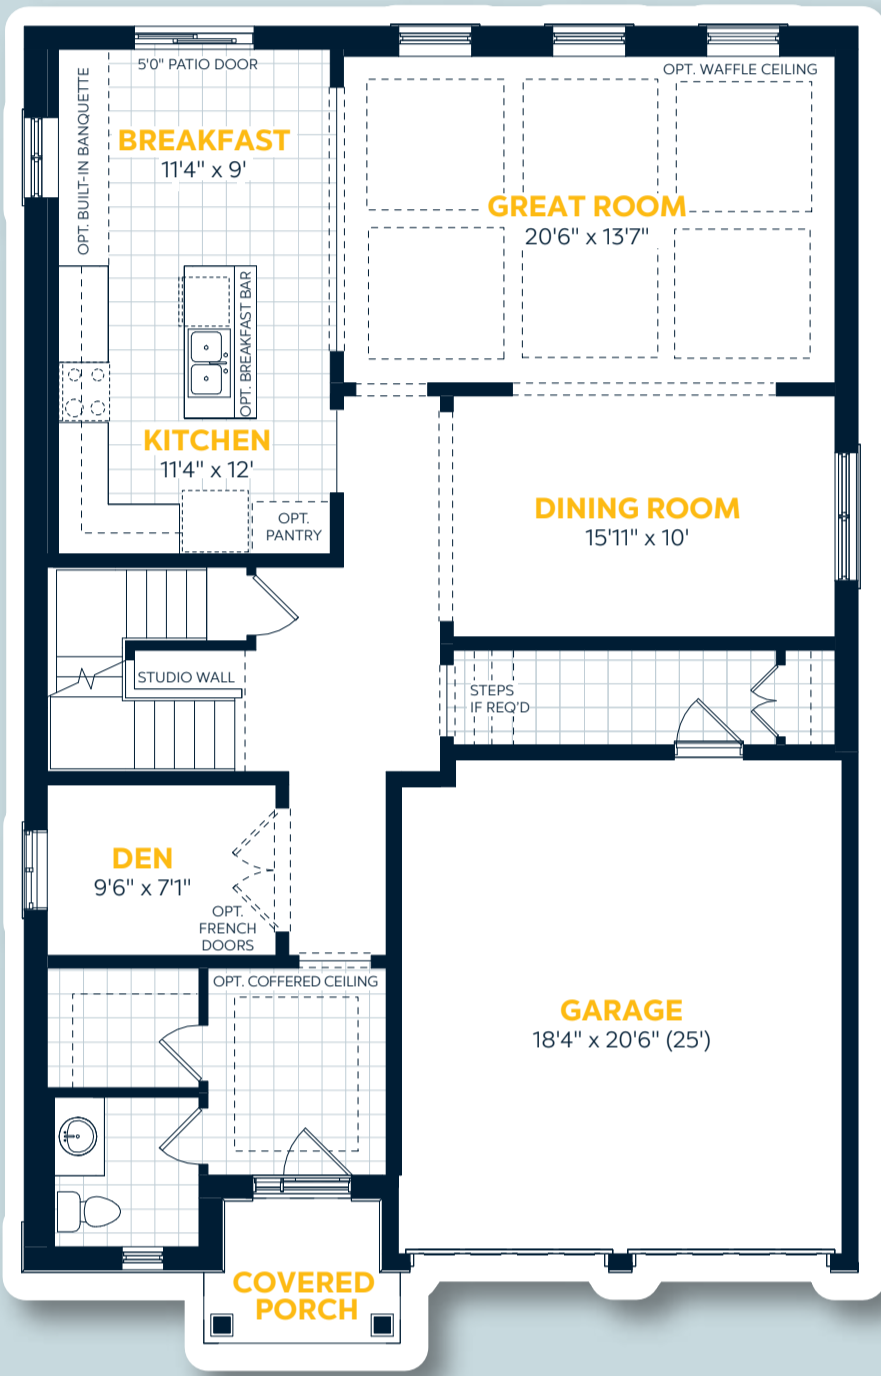 5'0" PATIO DOOR
OPT. WAFFLE CEILING
OPT. BUILT-IN BANQUETTE
BREAKFAST
11'4" x 9'
GREAT ROOM
20'6" x 13'7"
OPT. BREAKFAST BAR
KITCHEN
11'4" x 12'
OPT.
PANTRY
DINING ROOM
15'11" x 10'
STUDIO WALL
STEPS
IF REQ'D
DEN
9'6" x 7'1"
OPT.
FRENCH
DOORS
OPT. COFFERED CEILING
GARAGE
18'4" x 20'6" (25')
COVERED
PORCH